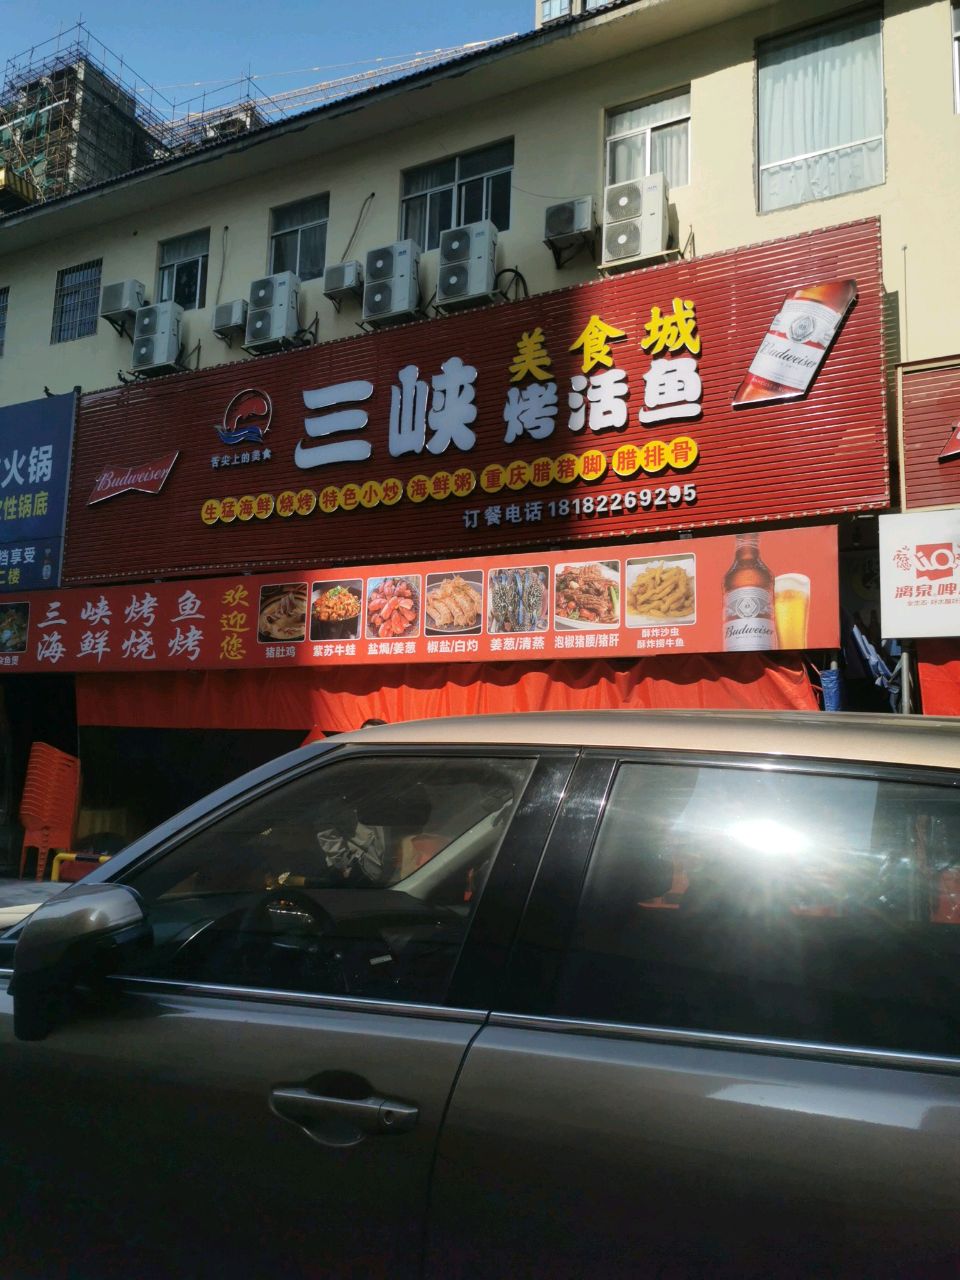 美食城
三峡
烤活鱼
舌尖上的美食
Budweiser
Budweiser
生猛海鲜 烧烤 特色小炒 海鲜粥 重庆腊猪脚 腊排骨
订餐电话 18182269295
火锅
性锅底
享受
二楼
三峡烤鱼
海鲜烧烤
欢迎您
猪肚鸡
紫苏牛蛙
盐焗/姜葱
椒盐/白灼
姜葱/清蒸
泡椒猪腰/猪肝
酥炸沙虫
酥炸捞牛鱼
Budweiser
漓泉啤